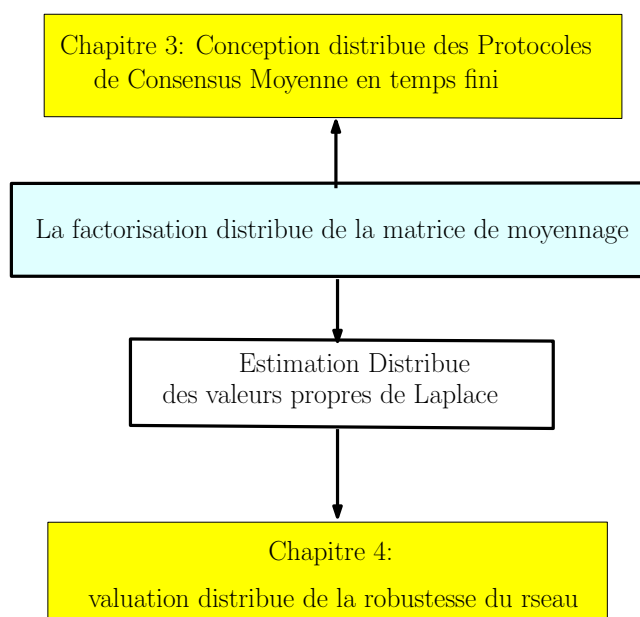 Chapitre 3: Conception distribue des Protocoles
de Consensus Moyenne en temps fini
La factorisation distribue de la matrice de moyennage
Estimation Distribue
des valeurs propres de Laplace
Chapitre 4:
valuation distribue de la robustesse du rseau